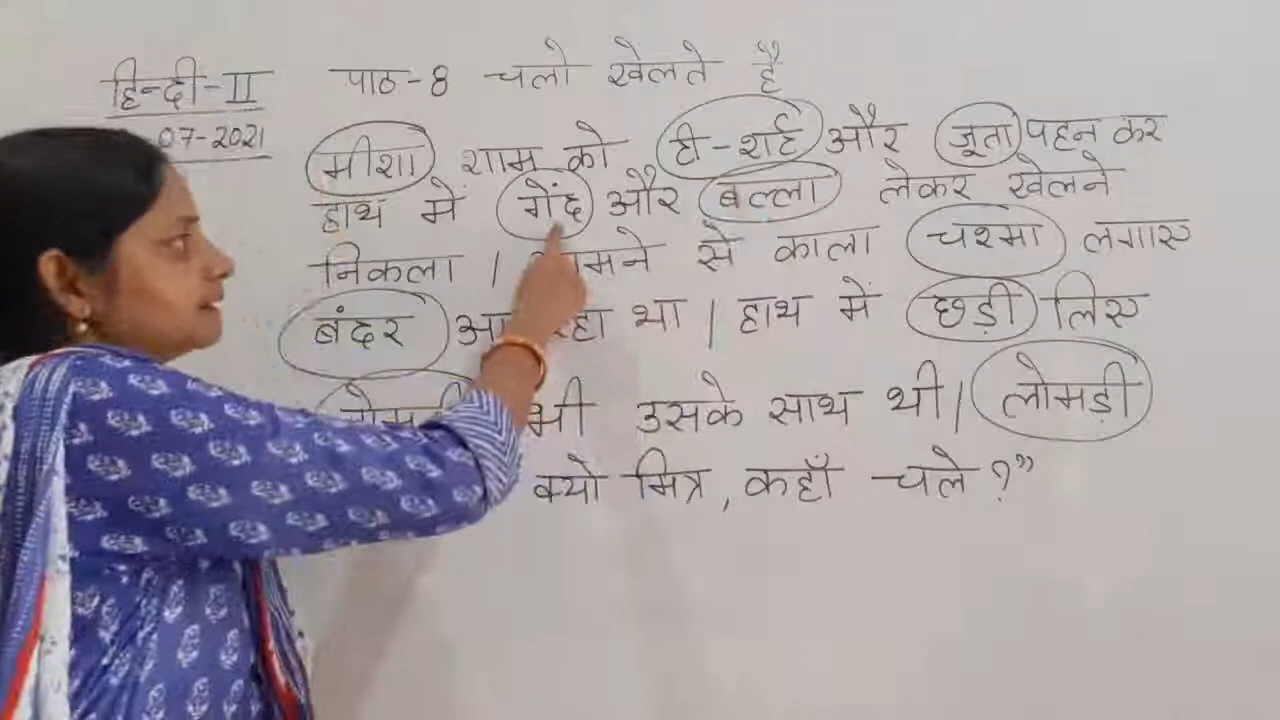 हिन्दी-II पाठ-8 चलो खेलते हैं
07-2021
मीशा शाम को टी-शर्ट और जूता पहन कर
हाथ में गेंद और बल्ला लेकर खेलने
निकला | सामने से काला चश्मा लगाए
बंदर आ रहा था | हाथ में छड़ी लिए
भी उसके साथ थी | लोमड़ी
क्यो मित्र, कहाँ चले ?”